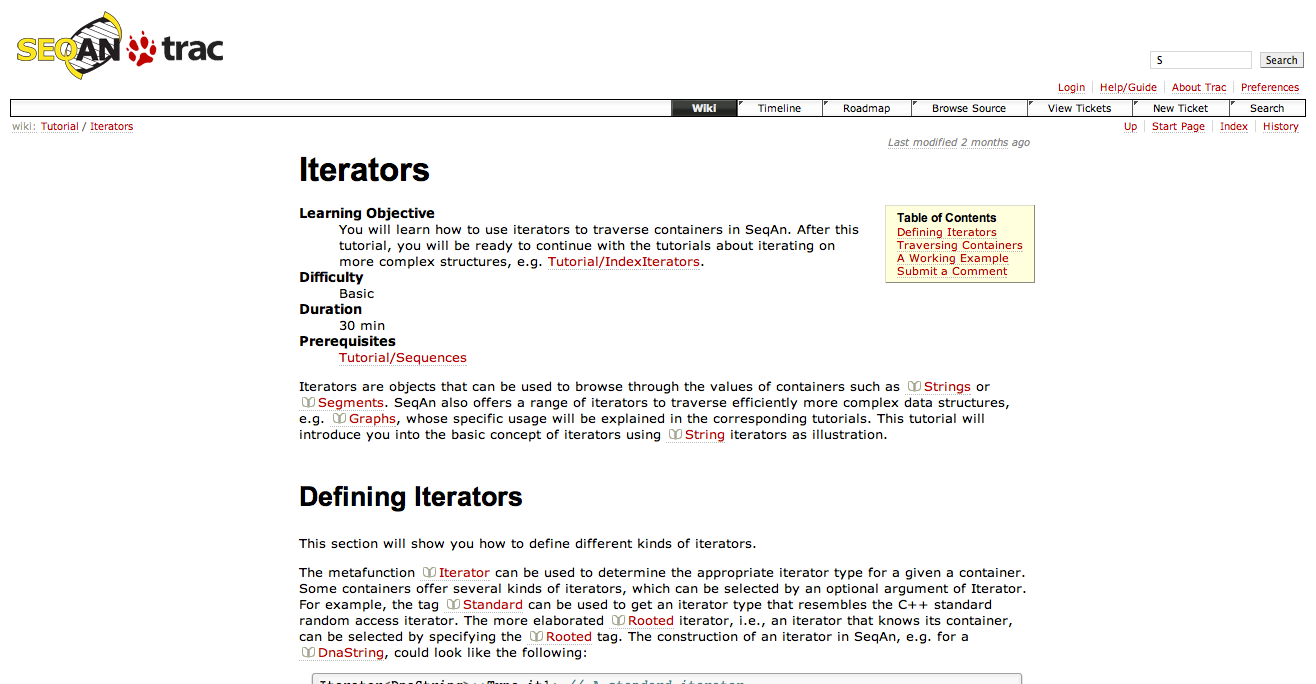 SEQAN trac
S
Search
Login Help/Guide About Trac Preferences
Wiki Timeline Roadmap Browse Source View Tickets New Ticket Search
wiki: Tutorial / Iterators
Up Start Page Index History
Last modified 2 months ago
Iterators
Learning Objective
You will learn how to use iterators to traverse containers in SeqAn. After this
tutorial, you will be ready to continue with the tutorials about iterating on
more complex structures, e.g. Tutorial/IndexIterators.
Difficulty
Basic
Duration
30 min
Prerequisites
Tutorial/Sequences
Table of Contents
Defining Iterators
Traversing Containers
A Working Example
Submit a Comment
Iterators are objects that can be used to browse through the values of containers such as Strings or
Segments. SeqAn also offers a range of iterators to traverse efficiently more complex data structures,
e.g. Graphs, whose specific usage will be explained in the corresponding tutorials. This tutorial will
introduce you into the basic concept of iterators using String iterators as illustration.
Defining Iterators
This section will show you how to define different kinds of iterators.
The metafunction Iterator can be used to determine the appropriate iterator type for a given a container.
Some containers offer several kinds of iterators, which can be selected by an optional argument of Iterator.
For example, the tag Standard can be used to get an iterator type that resembles the C++ standard
random access iterator. The more elaborated Rooted iterator, i.e., an iterator that knows its container,
can be selected by specifying the Rooted tag. The construction of an iterator in SeqAn, e.g. for a
DnaString, could look like the following:
Iterator<DnaString>::Type it1; // A standard iterator